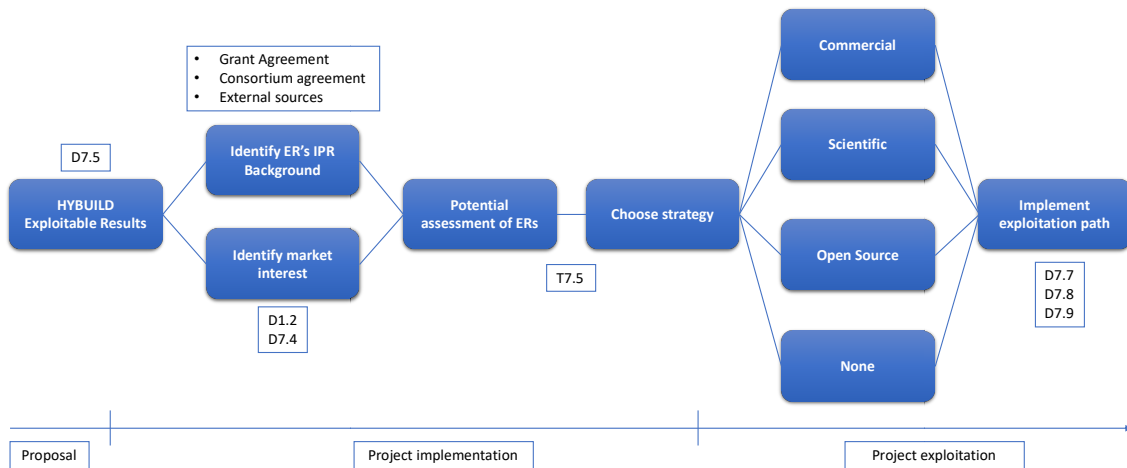 • Grant Agreement
• Consortium agreement
• External sources
D7.5
HYBUILD
Exploitable Results
Identify ER's IPR
Background
Identify market
interest
D1.2
D7.4
Potential
assessment of ERs
T7.5
Choose strategy
Commercial
Scientific
Open Source
None
Implement
exploitation path
D7.7
D7.8
D7.9
Proposal
Project implementation
Project exploitation